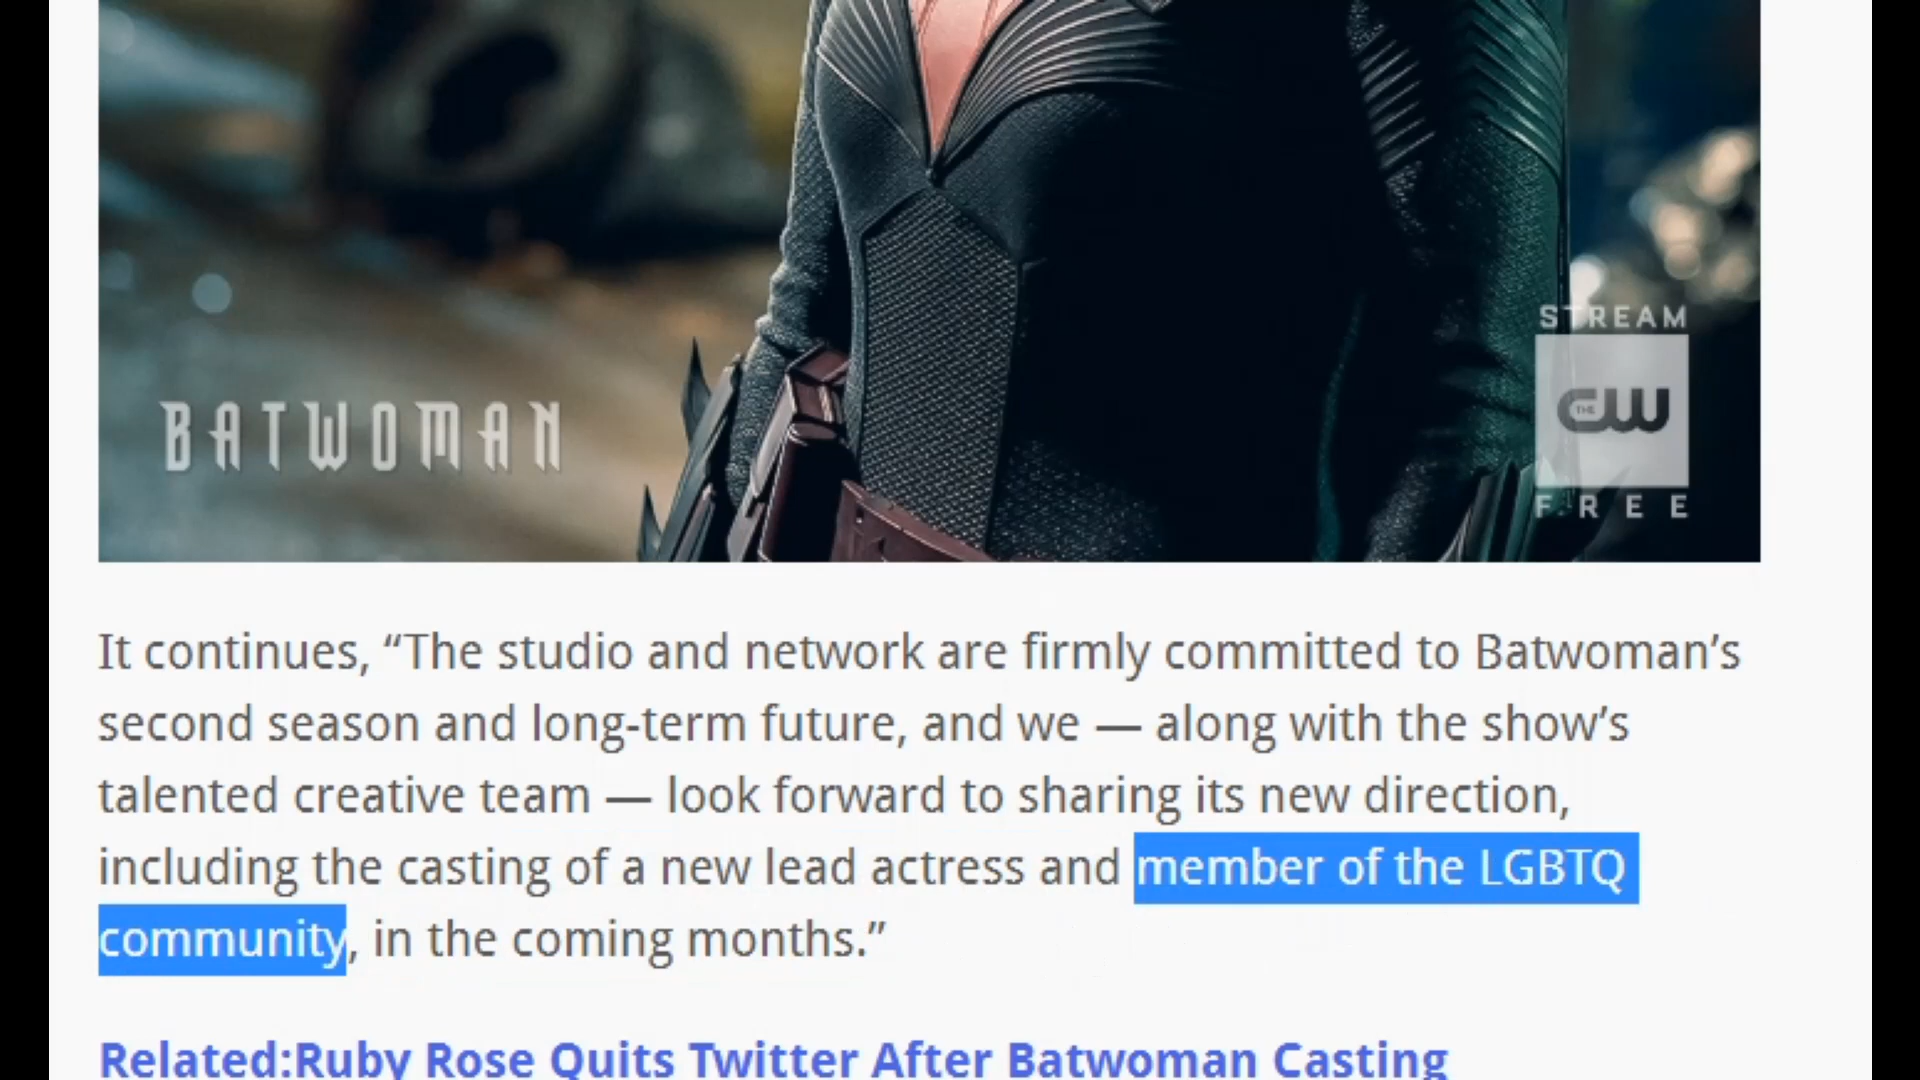 STREAM
THE CW
FREE
BATWOMAN
It continues, “The studio and network are firmly committed to Batwoman’s
second season and long-term future, and we — along with the show’s
talented creative team — look forward to sharing its new direction,
including the casting of a new lead actress and member of the LGBTQ
community, in the coming months.”
Related:Ruby Rose Quits Twitter After Batwoman Casting